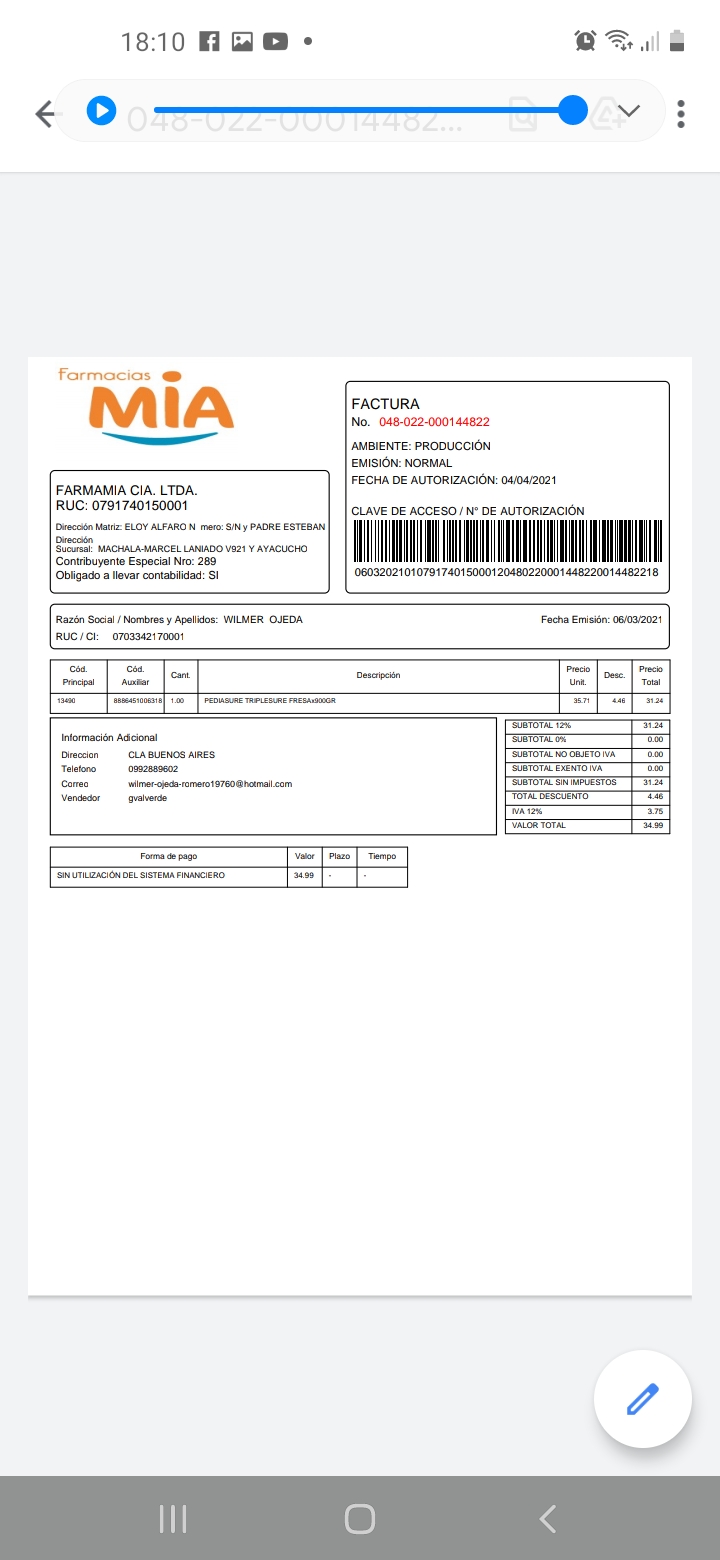 18:10
048-022-00014482...
Farmacias
MIA
FACTURA
No. 048-022-000144822
AMBIENTE: PRODUCCIÓN
EMISIÓN: NORMAL
FECHA DE AUTORIZACIÓN: 04/04/2021
CLAVE DE ACCESO / N° DE AUTORIZACIÓN
0603202101079174015000120480220001448220014482218
FARMAMIA CIA. LTDA.
RUC: 0791740150001
Dirección Matriz: ELOY ALFARO N mero: S/N y PADRE ESTEBAN
Dirección
Sucursal: MACHALA-MARCEL LANIADO V921 Y AYACUCHO
Contribuyente Especial Nro: 289
Obligado a llevar contabilidad: SI
Razón Social / Nombres y Apellidos: WILMER OJEDA Fecha Emisión: 06/03/2021
RUC / CI: 0703342170001
Cód. Principal Cód. Auxiliar Cant. Descripción Precio Unit. Desc. Precio Total
13490 8886451006318 1.00 PEDIASURE TRIPLESURE FRESAx900GR 35.71 4.46 31.24
Información Adicional
Direccion CLA BUENOS AIRES
Telefono 0992889602
Correo wilmer-ojeda-romero19760@hotmail.com
Vendedor gvalverde
SUBTOTAL 12% 31.24
SUBTOTAL 0% 0.00
SUBTOTAL NO OBJETO IVA 0.00
SUBTOTAL EXENTO IVA 0.00
SUBTOTAL SIN IMPUESTOS 31.24
TOTAL DESCUENTO 4.46
IVA 12% 3.75
VALOR TOTAL 34.99
Forma de pago Valor Plazo Tiempo
SIN UTILIZACIÓN DEL SISTEMA FINANCIERO 34.99 - -